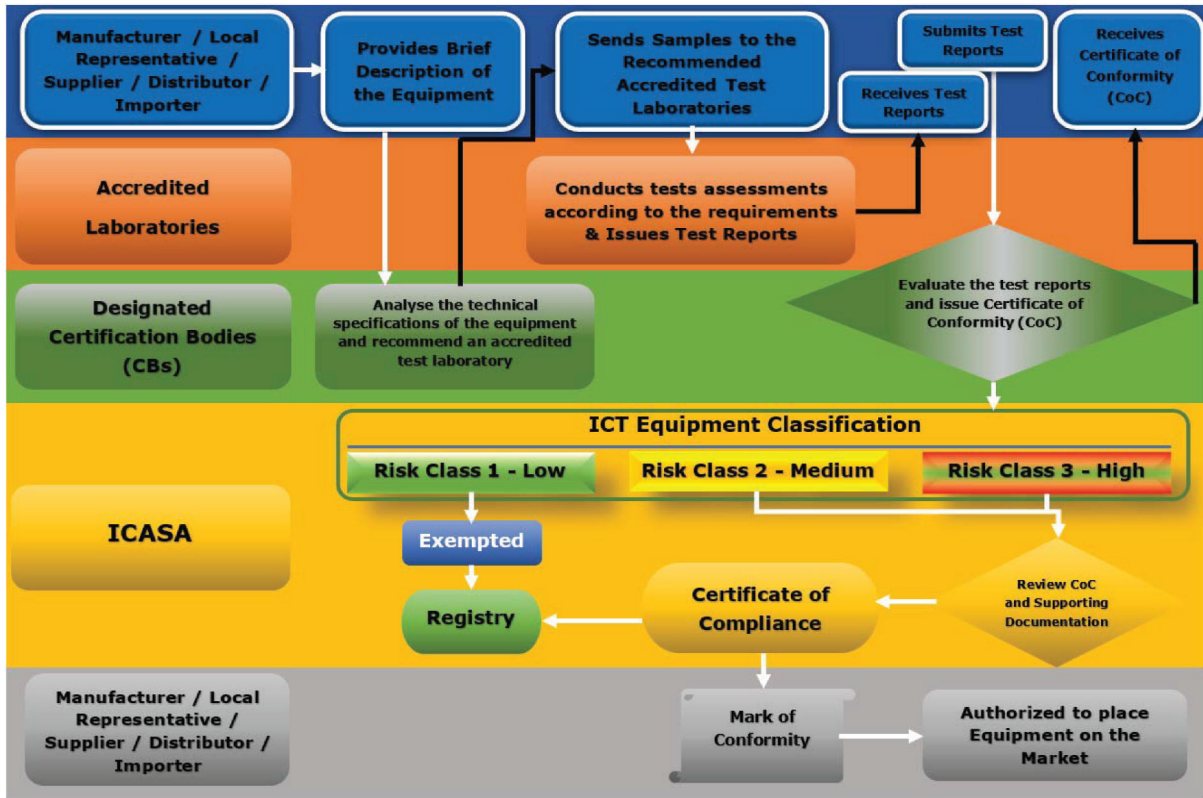 Manufacturer / Local
Representative /
Supplier / Distributor /
Importer
Provides Brief
Description of
the Equipment
Sends Samples to the
Recommended
Accredited Test
Laboratories
Receives Test
Reports
Submits Test
Reports
Receives
Certificate of
Conformity
(CoC)
Accredited
Laboratories
Conducts tests assessments
according to the requirements
& Issues Test Reports
Designated
Certification Bodies
(CBs)
Analyse the technical
specifications of the equipment
and recommend an accredited
test laboratory
Evaluate the test reports
and issue Certificate of
Conformity (CoC)
ICT Equipment Classification
Risk Class 1 - Low
Risk Class 2 - Medium
Risk Class 3 - High
ICASA
Exempted
Registry
Certificate of
Compliance
Review CoC
and Supporting
Documentation
Manufacturer / Local
Representative /
Supplier / Distributor /
Importer
Mark of
Conformity
Authorized to place
Equipment on the
Market